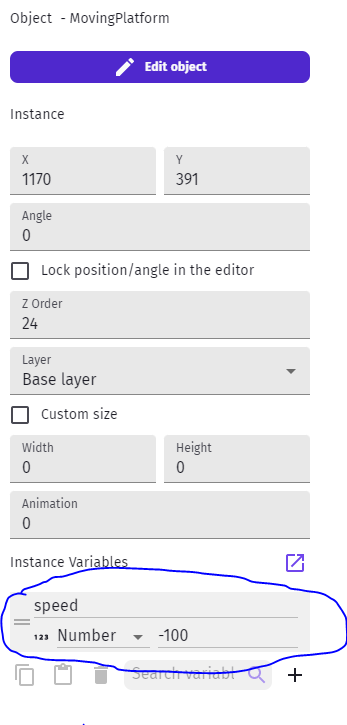 Object - MovingPlatform
Edit object
Instance
X
1170
Y
391
Angle
0
Lock position/angle in the editor
Z Order
24
Layer
Base layer
Custom size
Width
0
Height
0
Animation
0
Instance Variables
speed
123 Number -100
Search variabl